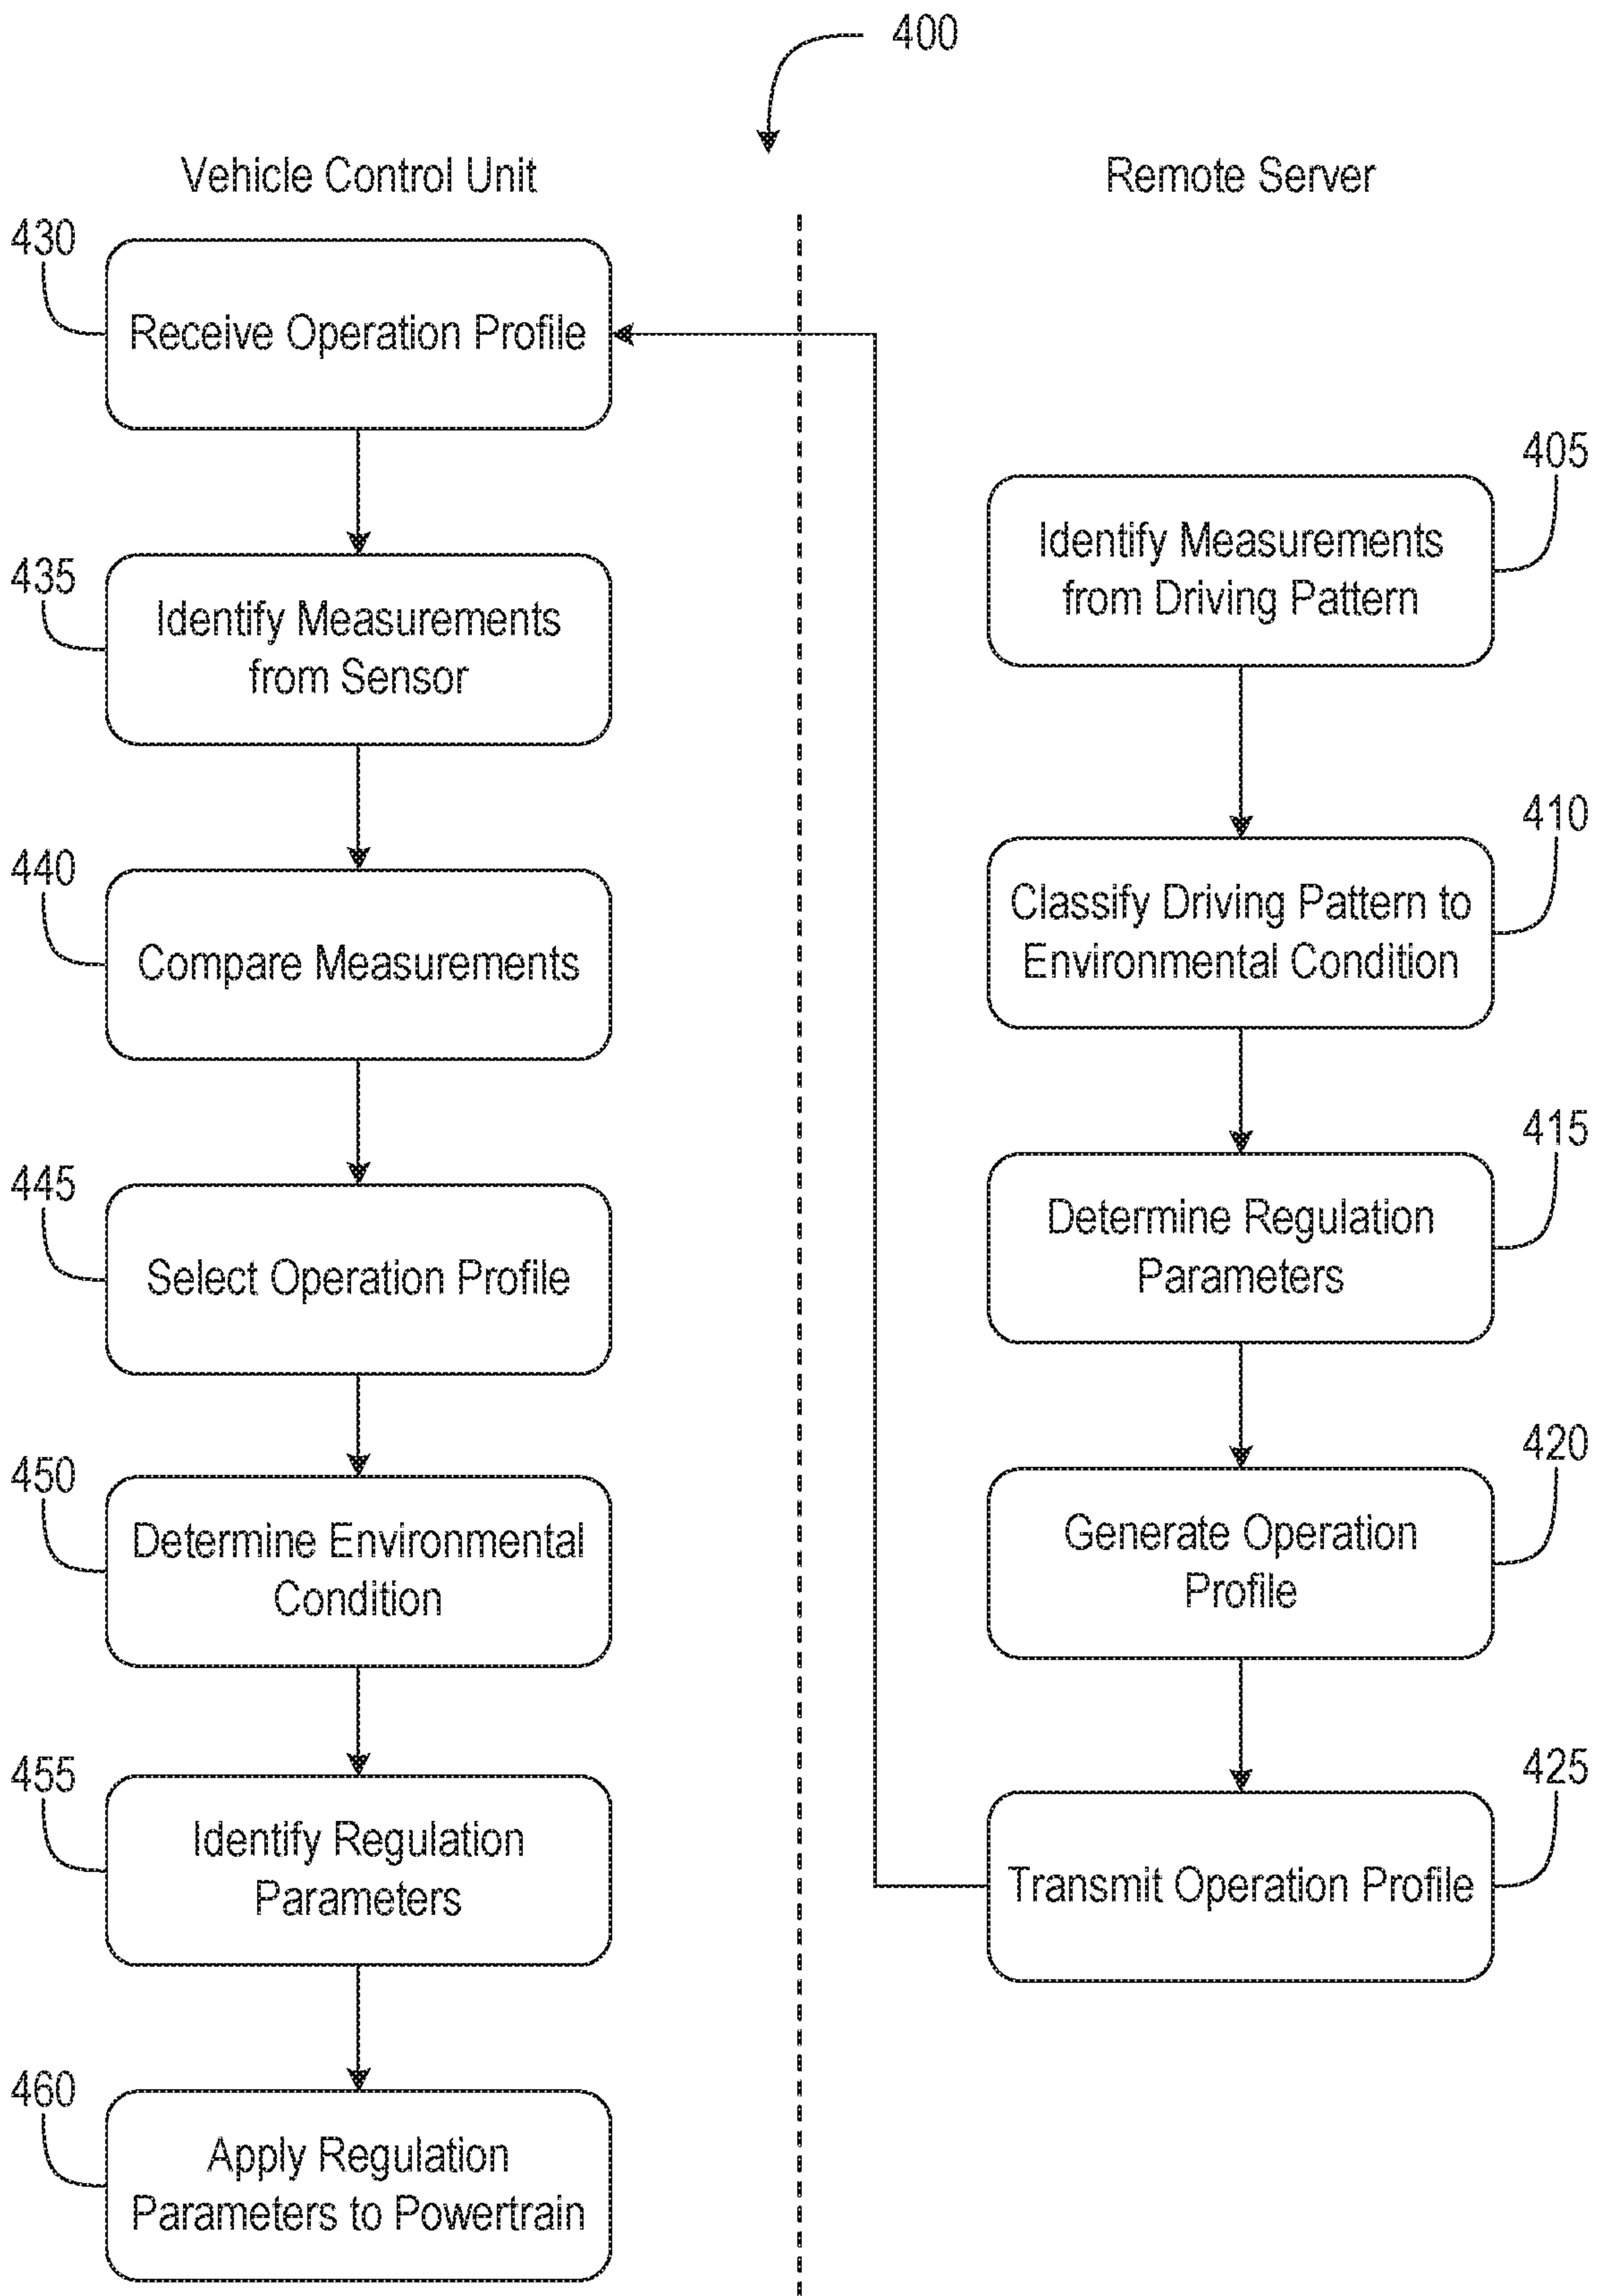 400
Vehicle Control Unit
Remote Server
430
Receive Operation Profile
435
Identify Measurements
from Sensor
440
Compare Measurements
445
Select Operation Profile
450
Determine Environmental
Condition
455
Identify Regulation
Parameters
460
Apply Regulation
Parameters to Powertrain
405
Identify Measurements
from Driving Pattern
410
Classify Driving Pattern to
Environmental Condition
415
Determine Regulation
Parameters
420
Generate Operation
Profile
425
Transmit Operation Profile